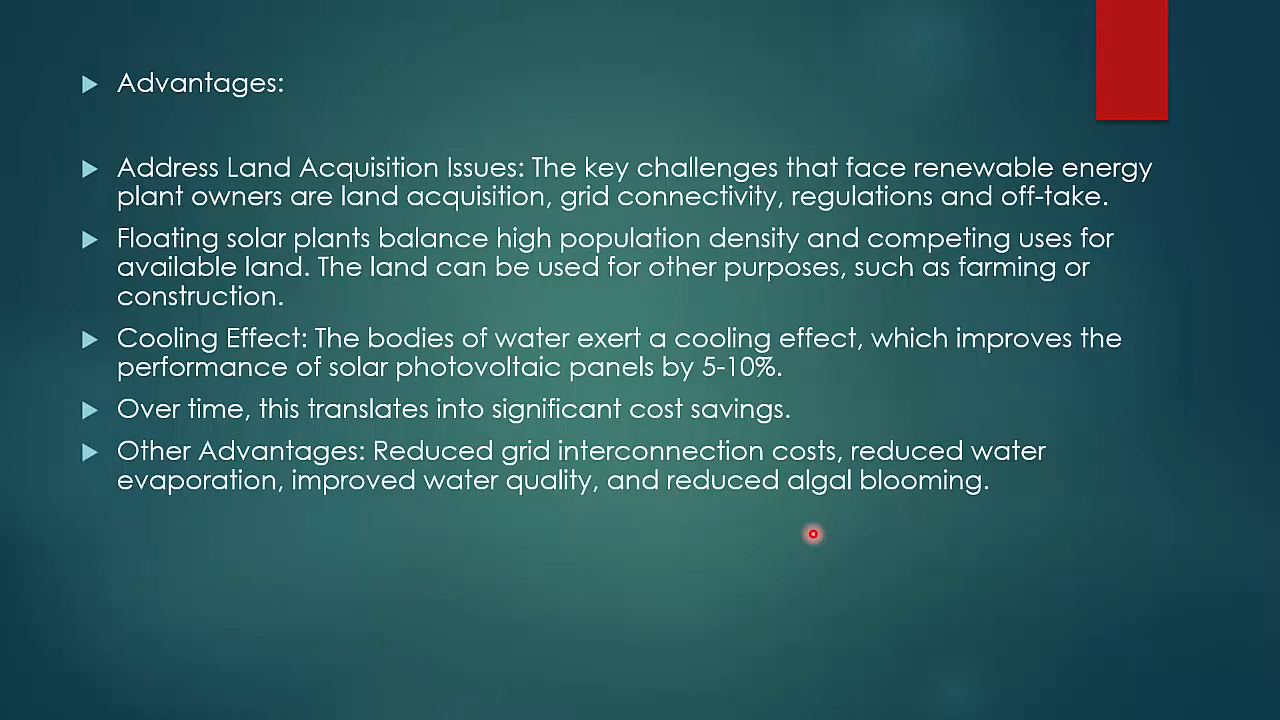 Advantages:
Address Land Acquisition Issues: The key challenges that face renewable energy
plant owners are land acquisition, grid connectivity, regulations and off-take.
Floating solar plants balance high population density and competing uses for
available land. The land can be used for other purposes, such as farming or
construction.
Cooling Effect: The bodies of water exert a cooling effect, which improves the
performance of solar photovoltaic panels by 5-10%.
Over time, this translates into significant cost savings.
Other Advantages: Reduced grid interconnection costs, reduced water
evaporation, improved water quality, and reduced algal blooming.